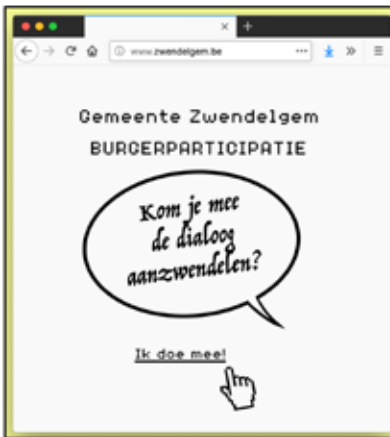 www.zwendelgem.be
Gemeente Zwendelgem
BURGERPARTICIPATIE
Kom je mee
de dialoog
aanzwendelen?
Ik doe mee!